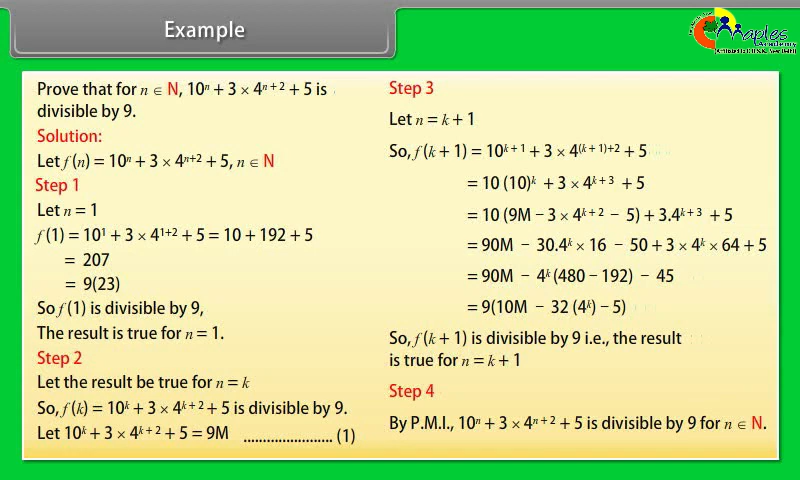 Example
aples
Academy
Prove that for n ∈ N, 10ⁿ + 3 × 4ⁿ⁺² + 5 is
divisible by 9.
Solution:
Let f(n) = 10ⁿ + 3 × 4ⁿ⁺² + 5, n ∈ N
Step 1
Let n = 1
f(1) = 10¹ + 3 × 4¹⁺² + 5 = 10 + 192 + 5
= 207
= 9(23)
So f(1) is divisible by 9,
The result is true for n = 1.
Step 2
Let the result be true for n = k
So, f(k) = 10ᵏ + 3 × 4ᵏ⁺² + 5 is divisible by 9.
Let 10ᵏ + 3 × 4ᵏ⁺² + 5 = 9M ........................ (1)
Step 3
Let n = k + 1
So, f(k + 1) = 10ᵏ⁺¹ + 3 × 4⁽ᵏ⁺¹⁾⁺² + 5
= 10 (10)ᵏ + 3 × 4ᵏ⁺³ + 5
= 10 (9M − 3 × 4ᵏ⁺² − 5) + 3.4ᵏ⁺³ + 5
= 90M − 30.4ᵏ × 16 − 50 + 3 × 4ᵏ × 64 + 5
= 90M − 4ᵏ (480 − 192) − 45
= 9(10M − 32 (4ᵏ) − 5)
So, f(k + 1) is divisible by 9 i.e., the result
is true for n = k + 1
Step 4
By P.M.I., 10ⁿ + 3 × 4ⁿ⁺² + 5 is divisible by 9 for n ∈ N.